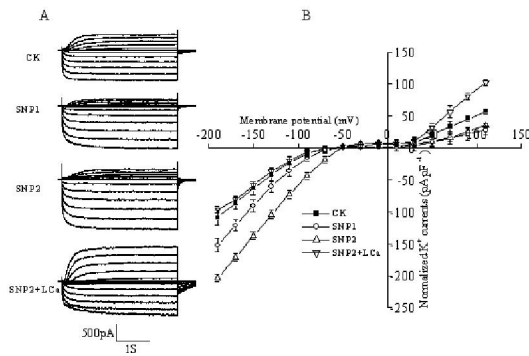 A
B
CK
SNP1
SNP2
SNP2+LCa
500pA
1S
Membrane potential (mV)
-200 -150 -100 -50 50 100 150
150
100
50
-50
-100
-150
-200
-250
Normalized K+ currents (pA pF-1)
CK
SNP1
SNP2
SNP2+LCa